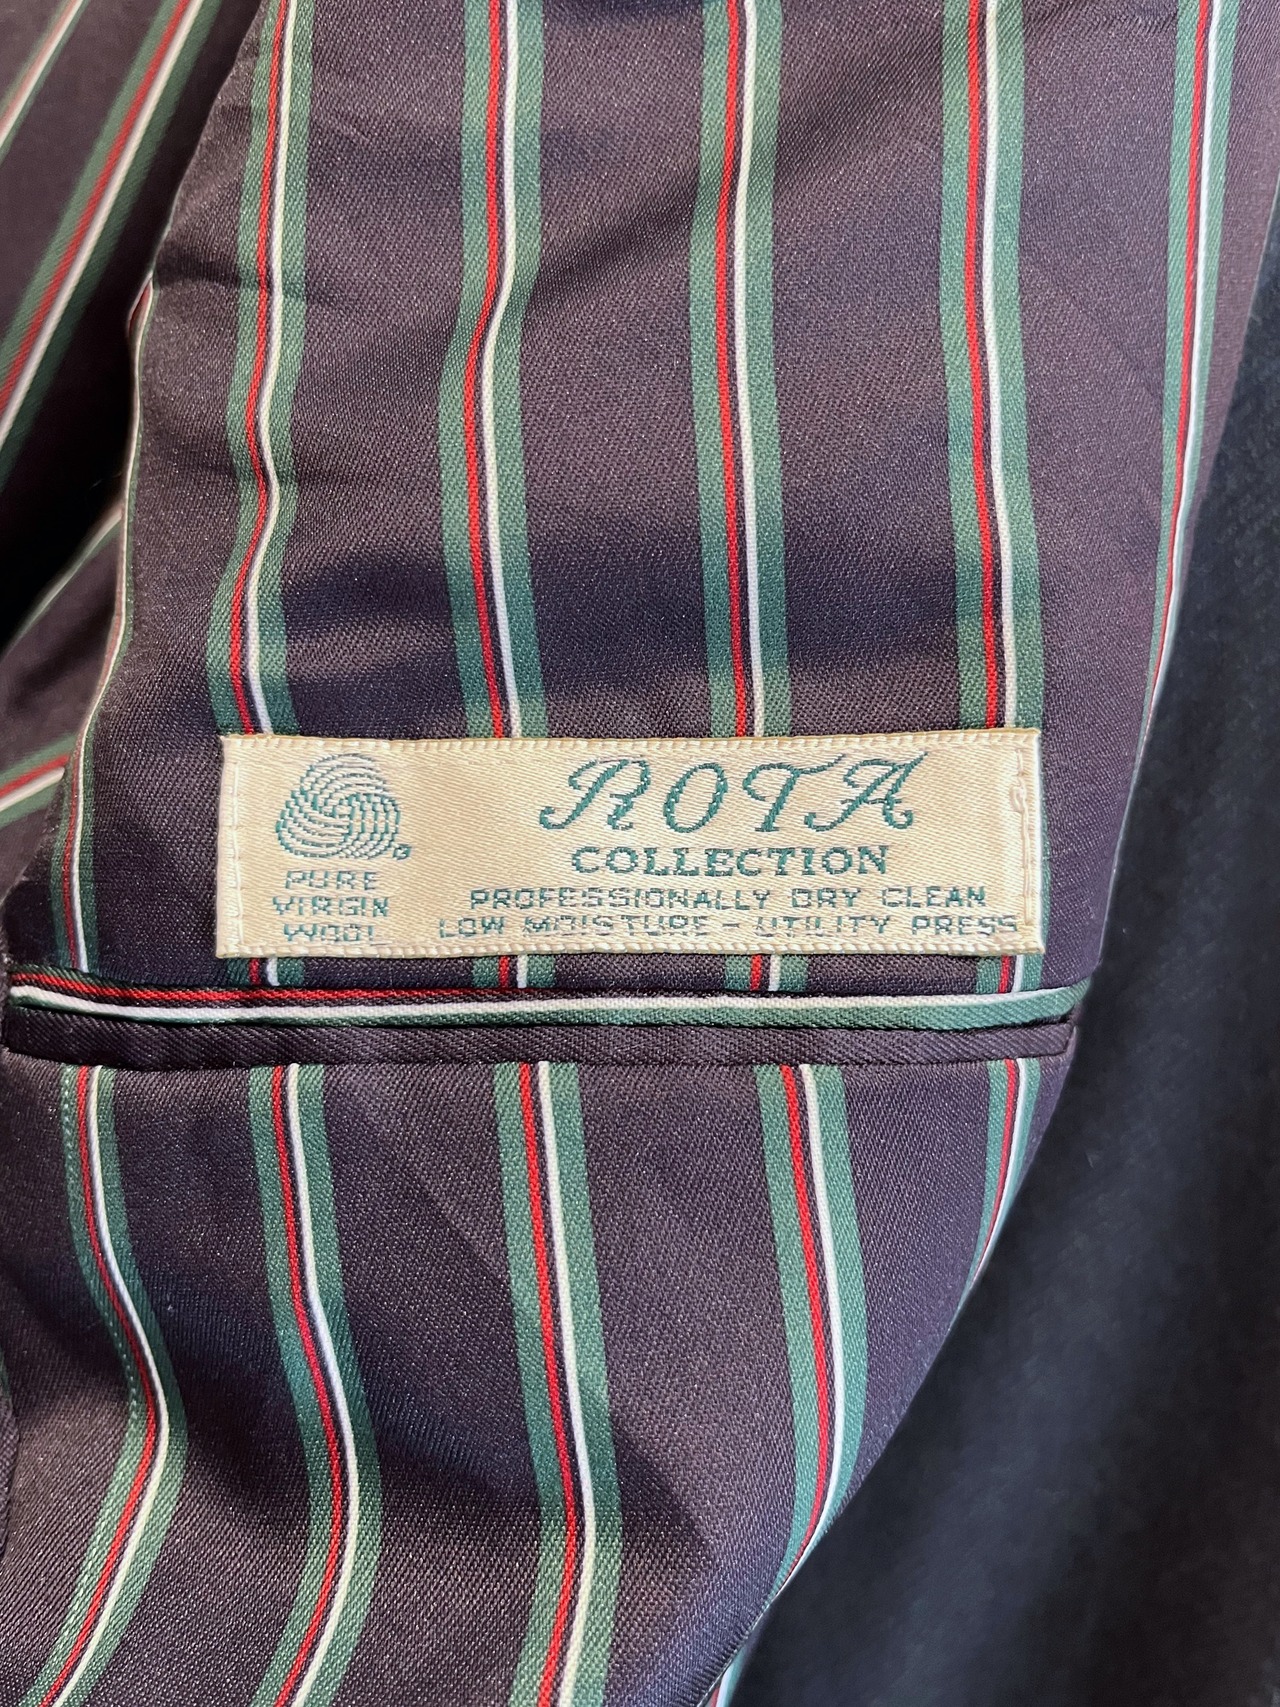 ROTA
COLLECTION
PURE
VIRGIN
WOOL
PROFESSIONALLY DRY CLEAN
LOW MOISTURE - UTILITY PRESS